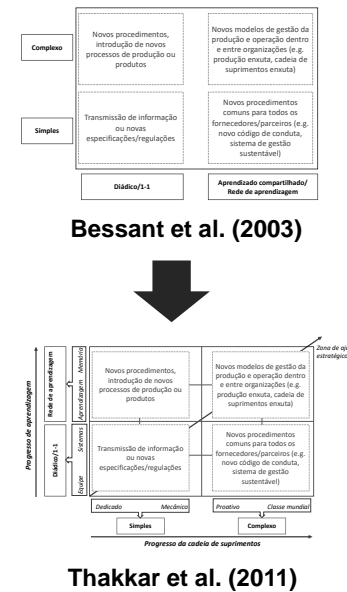 Complexo
Novos procedimentos,
introdução de novos
processos de produção ou
produtos
Novos modelos de gestão da
produção e operação dentro
e entre organizações (e.g.
produção enxuta, cadeia de
suprimentos enxuta)
Simples
Transmissão de informação
ou novas
especificações/regulações
Novos procedimentos
comuns para todos os
fornecedores/parceiros (e.g.
novo código de conduta,
sistema de gestão
sustentável)
Diádico/1-1
Aprendizado compartilhado/
Rede de aprendizagem
Bessant et al. (2003)
Zona de aj
estratégic
Progresso de aprendizagem
Rede de aprendizagem
Aprendizagem Memória
Novos procedimentos,
introdução de novos
processos de produção ou
produtos
Novos modelos de gestão da
produção e operação dentro
e entre organizações (e.g.
produção enxuta, cadeia de
suprimentos enxuta)
Diádico/1-1
Equipe Sistemas
Transmissão de informação
ou novas
especificações/regulações
Novos procedimentos
comuns para todos os
fornecedores/parceiros (e.g.
novo código de conduta,
sistema de gestão
sustentável)
Dedicado Mecânico Proativo Classe mundial
Simples Complexo
Progresso da cadeia de suprimentos
Thakkar et al. (2011)